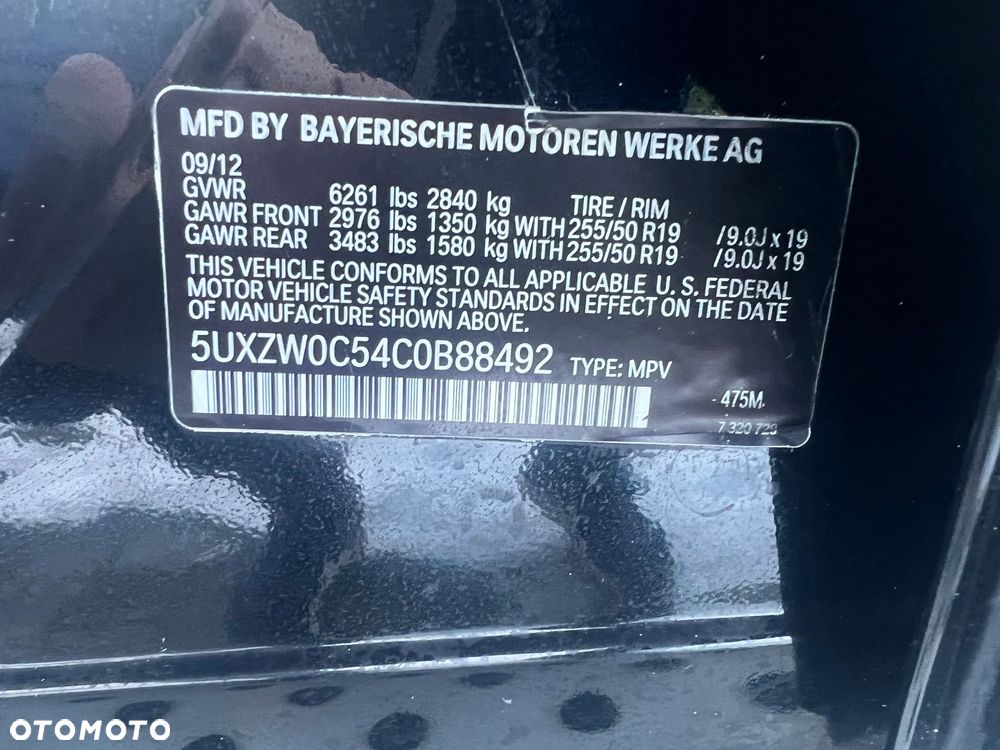 MFD BY BAYERISCHE MOTOREN WERKE AG
09/12
GVWR 6261 lbs 2840 kg TIRE / RIM
GAWR FRONT 2976 lbs 1350 kg WITH 255/50 R19 /9.0J x 19
GAWR REAR 3483 lbs 1580 kg WITH 255/50 R19 /9.0J x 19
THIS VEHICLE CONFORMS TO ALL APPLICABLE U. S. FEDERAL
MOTOR VEHICLE SAFETY STANDARDS IN EFFECT ON THE DATE
OF MANUFACTURE SHOWN ABOVE.
5UXZW0C54C0B88492 TYPE: MPV
475M
7 320 729
OTOMOTO